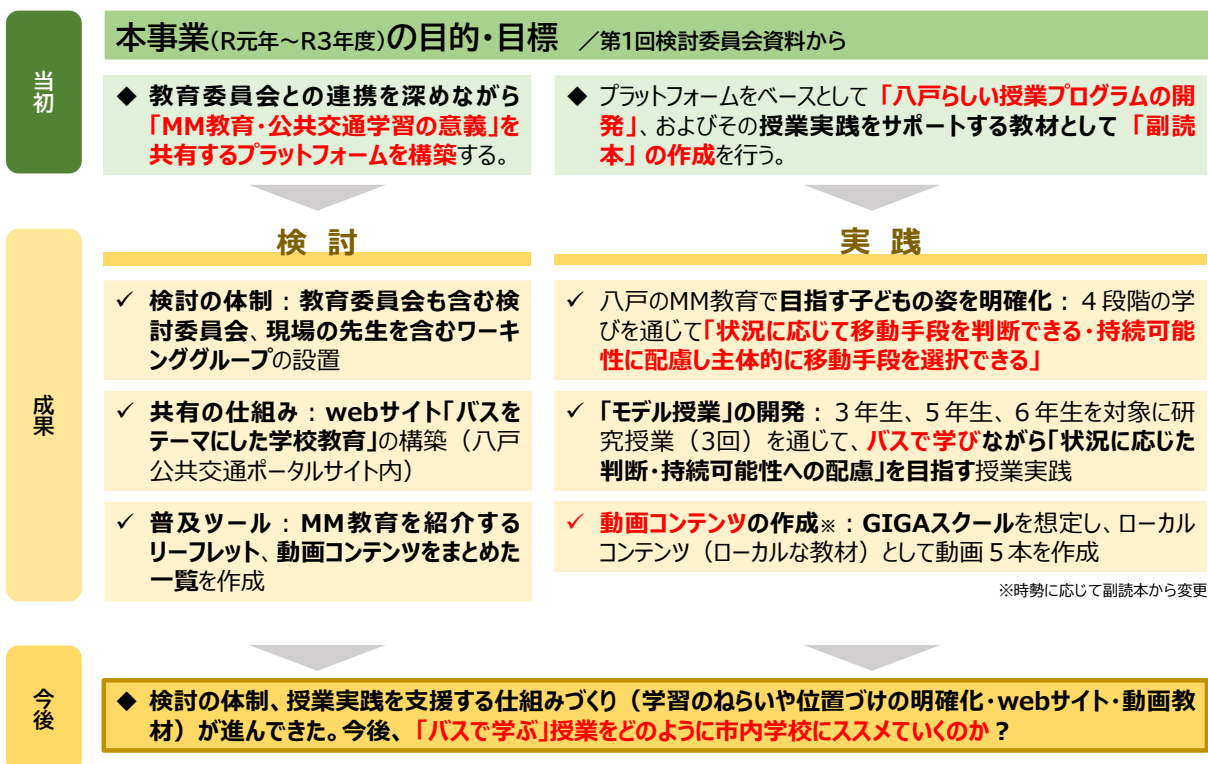 当初
本事業(R元年～R3年度)の目的・目標 ／第1回検討委員会資料から
◆ 教育委員会との連携を深めながら
「MM教育・公共交通学習の意義」を
共有するプラットフォームを構築する。
◆ プラットフォームをベースとして「八戸らしい授業プログラムの開
発」、およびその授業実践をサポートする教材として「副読
本」の作成を行う。
成果
検 討
✓ 検討の体制：教育委員会も含む検
討委員会、現場の先生を含むワーキ
ンググループの設置
✓ 共有の仕組み：webサイト「バスを
テーマにした学校教育」の構築（八戸
公共交通ポータルサイト内）
✓ 普及ツール：MM教育を紹介する
リーフレット、動画コンテンツをまとめた
一覧を作成
実 践
✓ 八戸のMM教育で目指す子どもの姿を明確化：４段階の学
びを通じて「状況に応じて移動手段を判断できる・持続可能
性に配慮し主体的に移動手段を選択できる」
✓ 「モデル授業」の開発：３年生、５年生、６年生を対象に研
究授業（3回）を通じて、バスで学びながら「状況に応じた
判断・持続可能性への配慮」を目指す授業実践
✓ 動画コンテンツの作成※：GIGAスクールを想定し、ローカル
コンテンツ（ローカルな教材）として動画５本を作成
※時勢に応じて副読本から変更
今後
◆ 検討の体制、授業実践を支援する仕組みづくり（学習のねらいや位置づけの明確化・webサイト・動画教
材）が進んできた。今後、「バスで学ぶ」授業をどのように市内学校にススメていくのか？